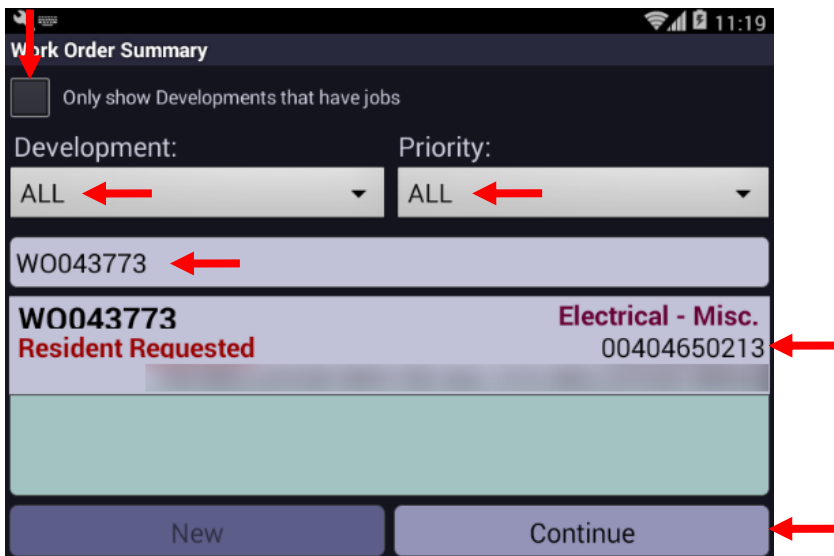 11:19
Work Order Summary
Only show Developments that have jobs
Development: Priority:
ALL ALL
WO043773
WO043773 Electrical - Misc.
Resident Requested 00404650213
New Continue